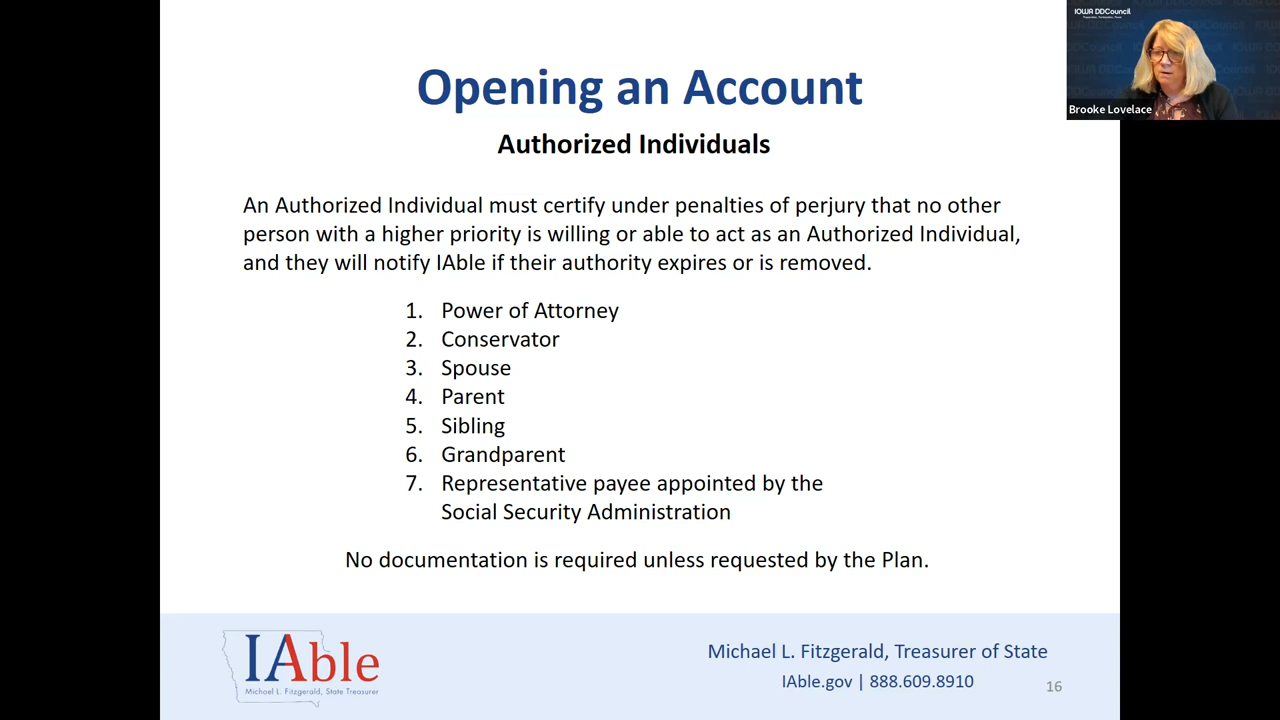 Opening an Account
Authorized Individuals
An Authorized Individual must certify under penalties of perjury that no other
person with a higher priority is willing or able to act as an Authorized Individual,
and they will notify IAble if their authority expires or is removed.
1. Power of Attorney
2. Conservator
3. Spouse
4. Parent
5. Sibling
6. Grandparent
7. Representative payee appointed by the
Social Security Administration
No documentation is required unless requested by the Plan.
IAble
Michael L. Fitzgerald, State Treasurer
Michael L. Fitzgerald, Treasurer of State
IAble.gov | 888.609.8910
16
IOWA DDCouncil
Brooke Lovelace